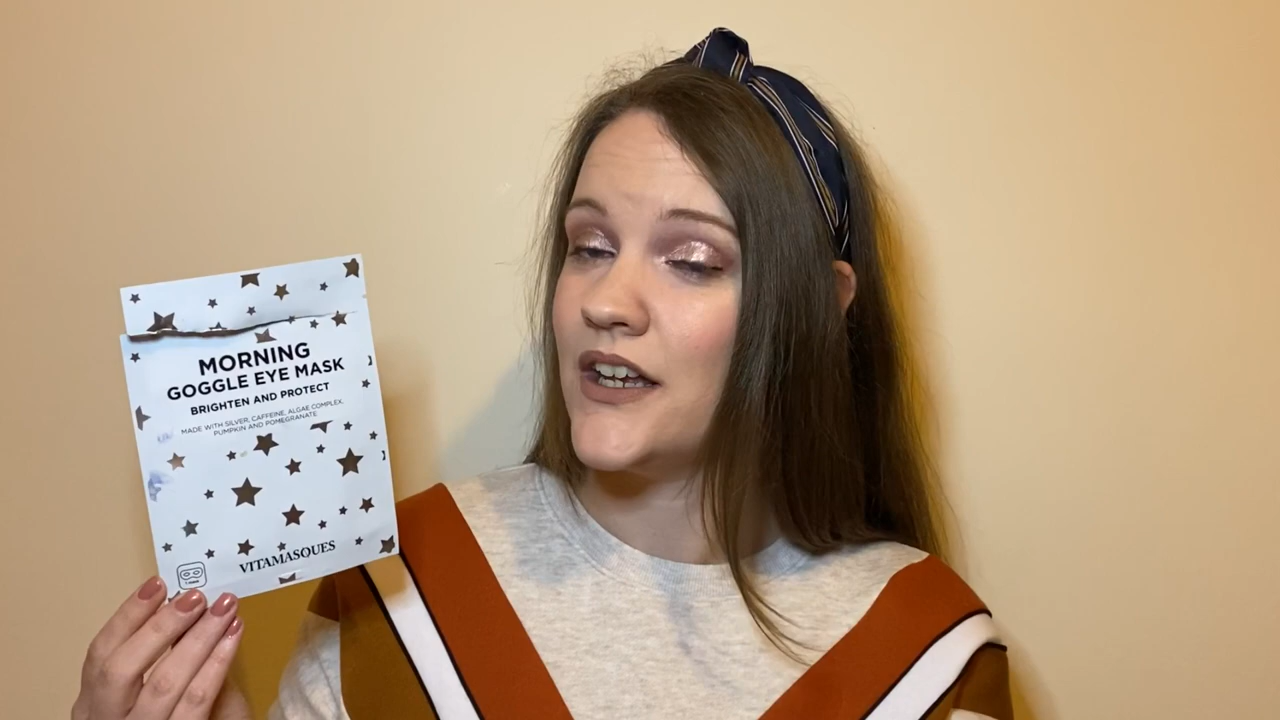 MORNING
GOGGLE EYE MASK
BRIGHTEN AND PROTECT
MADE WITH SILVER, CAFFEINE, ALGAE COMPLEX,
PUMPKIN AND POMEGRANATE
VITAMASQUES